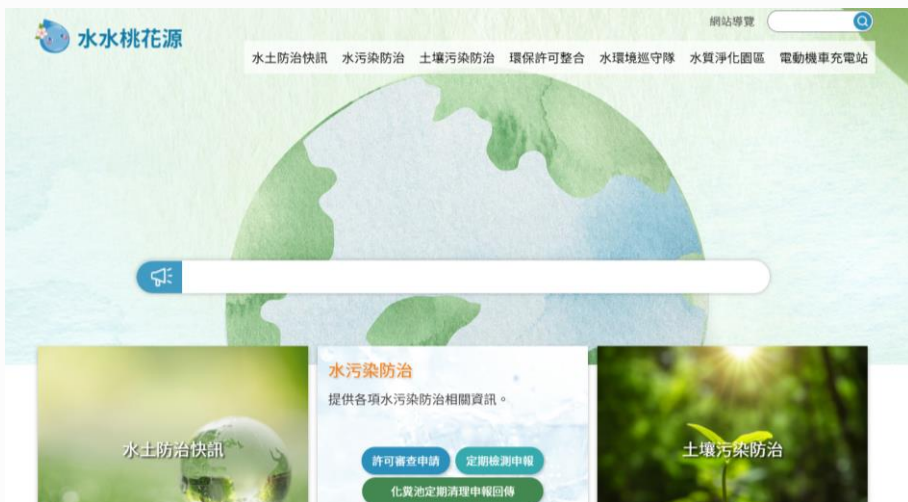 網站導覽
水水桃花源
水土防治快訊 水污染防治 土壤污染防治 環保許可整合 水環境巡守隊 水質淨化園區 電動機車充電站
水污染防治
提供各項水污染防治相關資訊。
水土防治快訊
土壤污染防治
許可審查申請 定期檢測申報
化糞池定期清理申報回傳